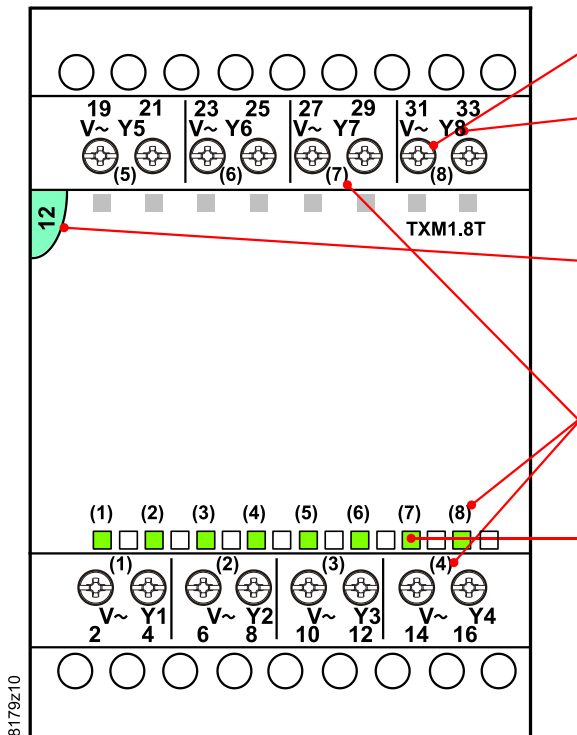 19 21 23 25 27 29 31 33
V~ Y5 V~ Y6 V~ Y7 V~ Y8
(5) (6) (7) (8)
12
TXM1.8T
(1) (2) (3) (4) (5) (6) (7) (8)
(1) (2) (3) (4)
V~ Y1 V~ Y2 V~ Y3 V~ Y4
2 4 6 8 10 12 14 16
8179z10